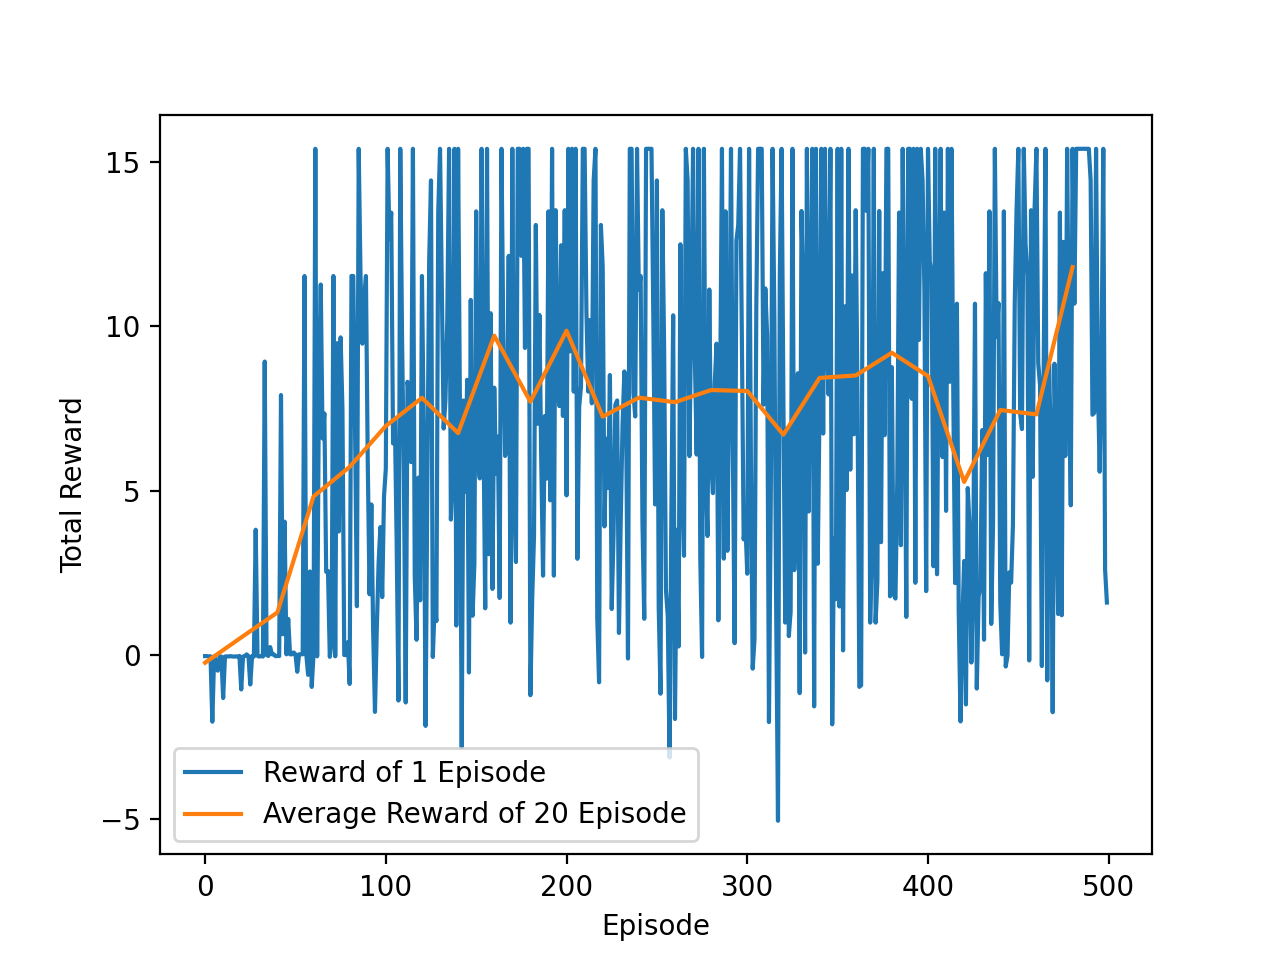 15
10
5
0
−5
Total Reward
Reward of 1 Episode
Average Reward of 20 Episode
0 100 200 300 400 500
Episode